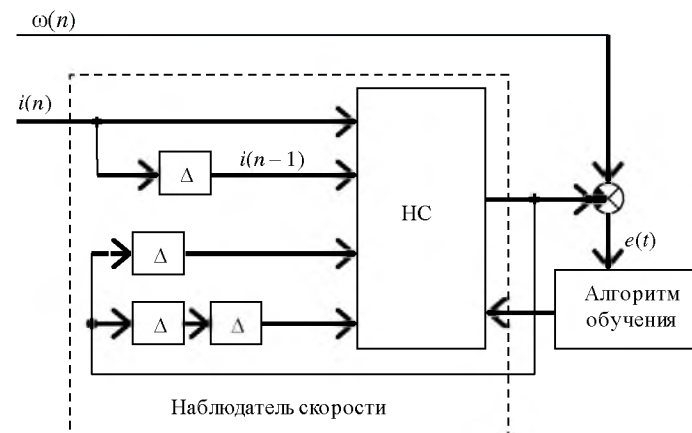 ω(n)
i(n)
Δ
i(n – 1)
НС
Δ
e(t)
Δ
Δ
Алгоритм
обучения
Наблюдатель скорости